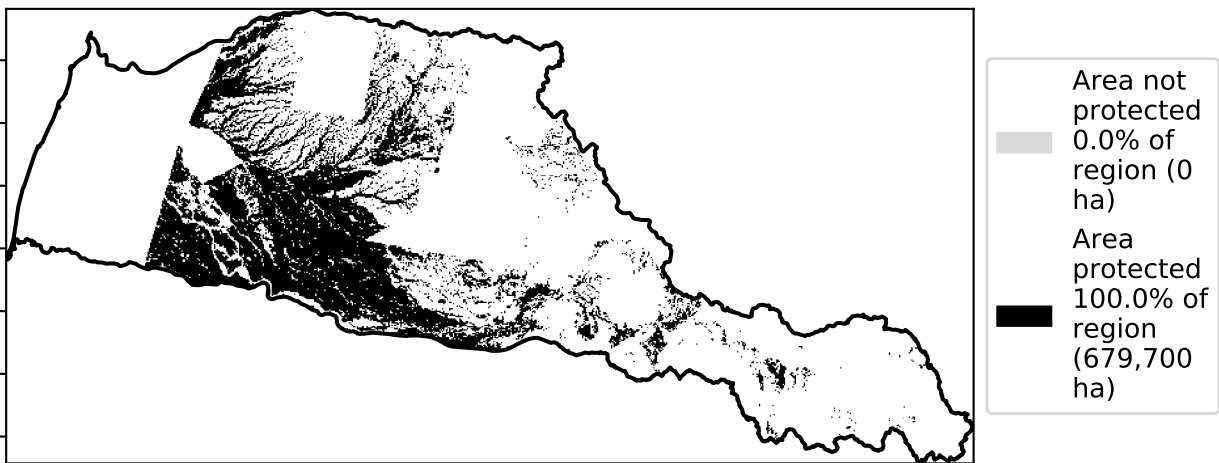 Area not
protected
0.0% of
region (0
ha)
Area
protected
100.0% of
region
(679,700
ha)